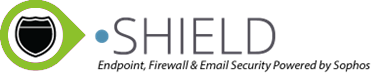 SHIELD
Endpoint, Firewall & Email Security Powered by Sophos